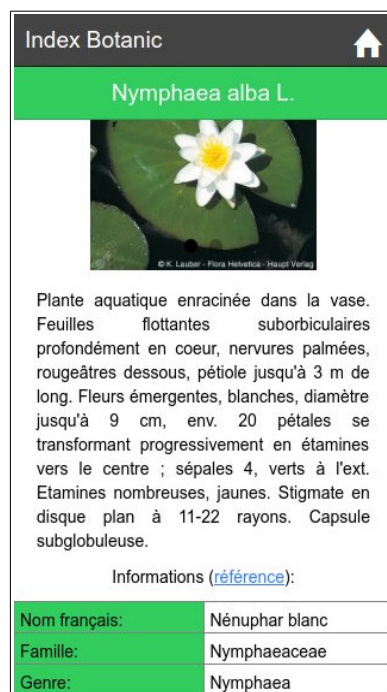 Index Botanic
Nymphaea alba L.
© K. Lauber - Flora Helvetica - Haupt Verlag
Plante aquatique enracinée dans la vase.
Feuilles flottantes suborbiculaires
profondément en coeur, nervures palmées,
rougeâtres dessous, pétiole jusqu'à 3 m de
long. Fleurs émergentes, blanches, diamètre
jusqu'à 9 cm, env. 20 pétales se
transformant progressivement en étamines
vers le centre ; sépales 4, verts à l'ext.
Etamines nombreuses, jaunes. Stigmate en
disque plan à 11-22 rayons. Capsule
subglobuleuse.
Informations (référence):
Nom français: Nénuphar blanc
Famille: Nymphaeaceae
Genre: Nymphaea